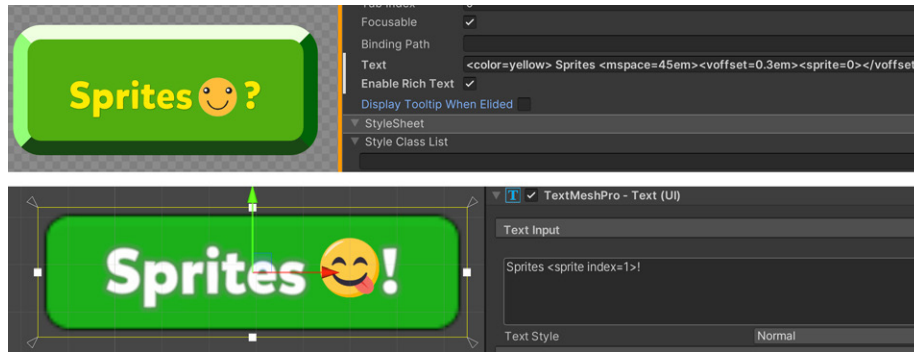 Focusable
Binding Path
Text <color=yellow> Sprites <mspace=45em><voffset=0.3em><sprite=0></voffset
Sprites 😊 ?
Enable Rich Text
Display Tooltip When Elided
StyleSheet
Style Class List
TextMeshPro - Text (UI)
Text Input
Sprites 😋!
Sprites <sprite index=1>!
Text Style Normal